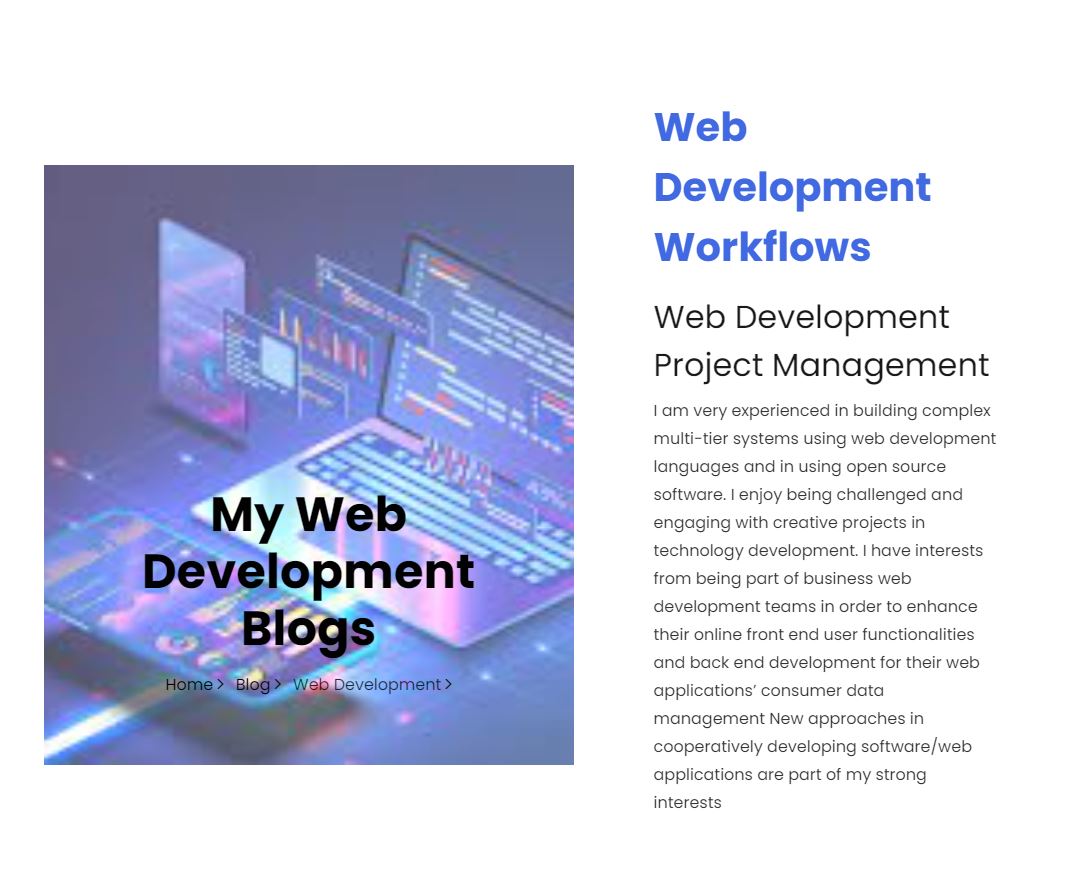 My Web
Development
Blogs
Home > Blog > Web Development >
Web
Development
Workflows
Web Development
Project Management
I am very experienced in building complex
multi-tier systems using web development
languages and in using open source
software. I enjoy being challenged and
engaging with creative projects in
technology development. I have interests
from being part of business web
development teams in order to enhance
their online front end user functionalities
and back end development for their web
applications’ consumer data
management New approaches in
cooperatively developing software/web
applications are part of my strong
interests